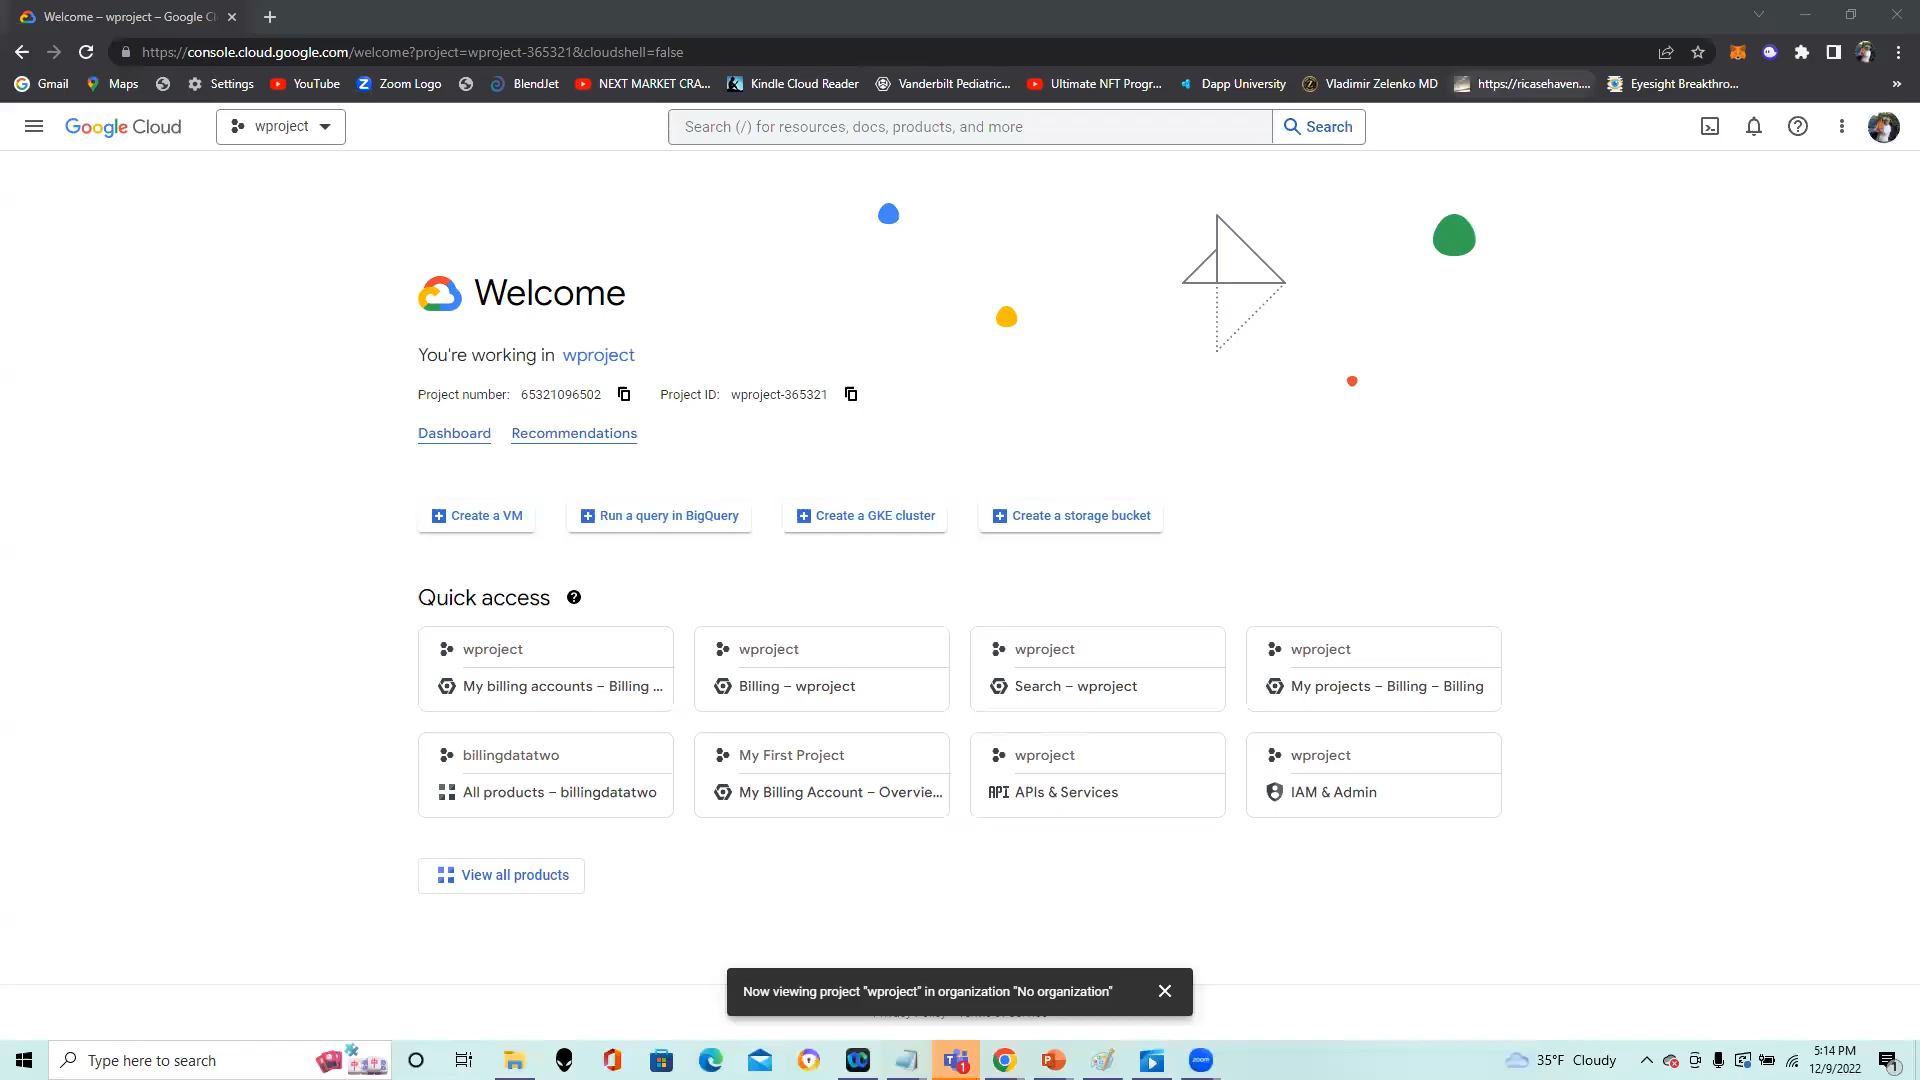 Welcome – wproject – Google Cl
https://console.cloud.google.com/welcome?project=wproject-365321&cloudshell=false
Gmail Maps Settings YouTube Zoom Logo BlendJet NEXT MARKET CRA... Kindle Cloud Reader Vanderbilt Pediatric... Ultimate NFT Progr... Dapp University Vladimir Zelenko MD https://ricasehaven.... Eyesight Breakthro... »
Google Cloud wproject Search (/) for resources, docs, products, and more Search
Welcome
You're working in wproject
Project number: 65321096502 Project ID: wproject-365321
Dashboard Recommendations
Create a VM Run a query in BigQuery Create a GKE cluster Create a storage bucket
Quick access
wproject wproject wproject wproject
My billing accounts – Billing ... Billing – wproject Search – wproject My projects – Billing – Billing
billingdatatwo My First Project wproject wproject
All products – billingdatatwo My Billing Account – Overvie... API APIs & Services IAM & Admin
View all products
Now viewing project "wproject" in organization "No organization"
Type here to search 1 zoom 35°F Cloudy 5:14 PM
12/9/2022 1